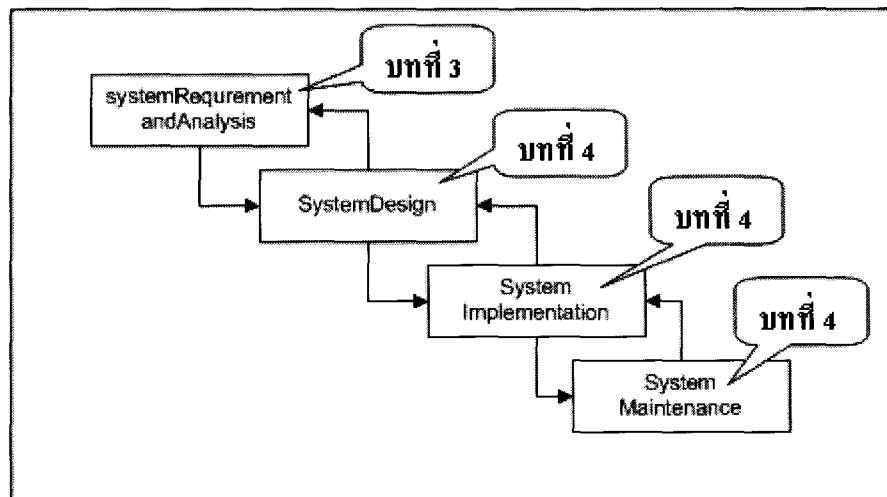 บทที่ 3
systemRequrement
andAnalysis
บทที่ 4
SystemDesign
บทที่ 4
System
Implementation
บทที่ 4
System
Maintenance